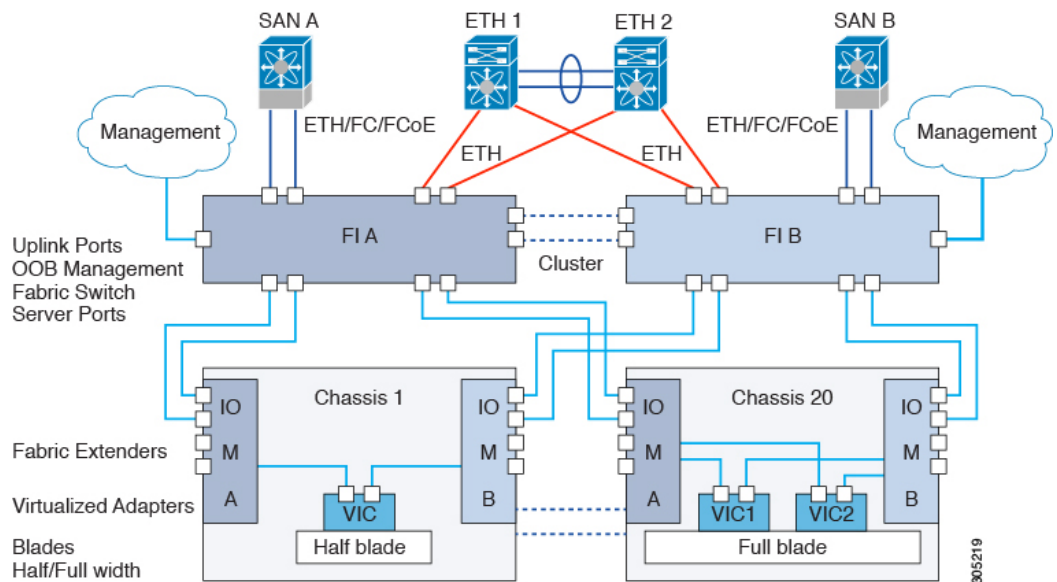 SAN A
ETH 1
ETH 2
SAN B
Management
ETH/FC/FCoE
ETH
ETH
ETH/FC/FCoE
Management
FI A
FI B
Cluster
Uplink Ports
OOB Management
Fabric Switch
Server Ports
IO
M
A
Chassis 1
IO
M
B
IO
M
A
Chassis 20
IO
M
B
Fabric Extenders
Virtualized Adapters
VIC
VIC1
VIC2
Blades
Half/Full width
Half blade
Full blade
305219